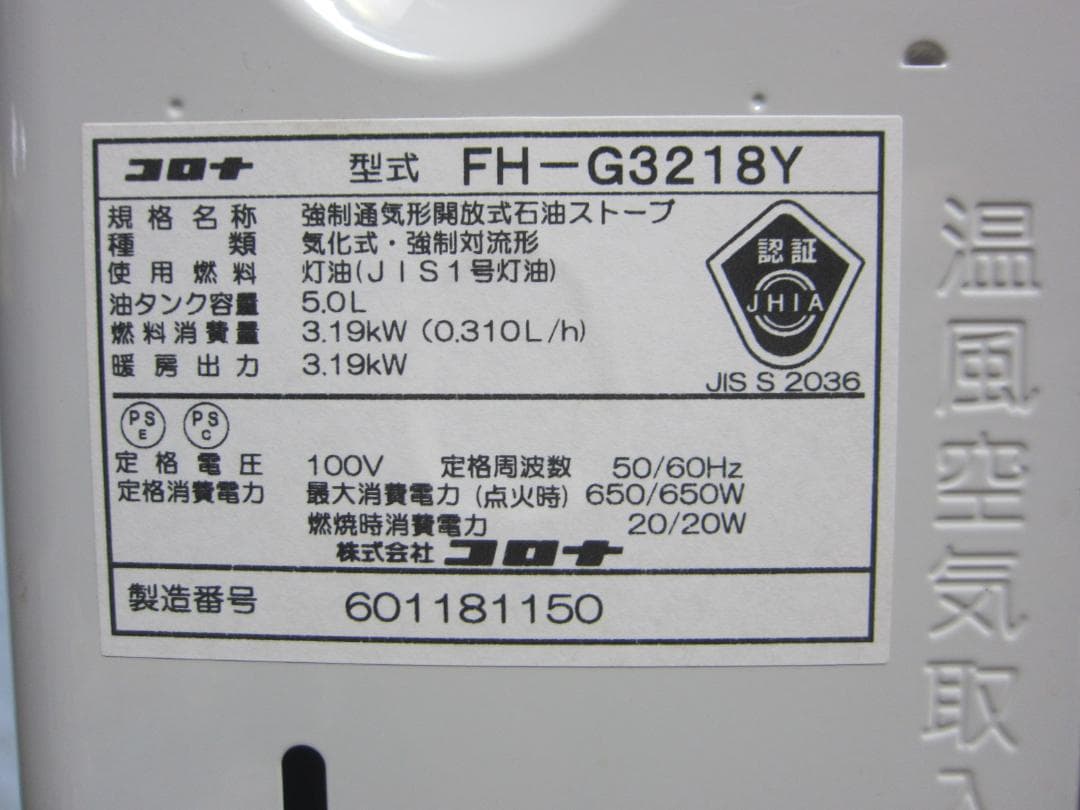 コロナ 型式 FH-G3218Y
規格名称 強制通気形開放式石油ストーブ
種類 気化式・強制対流形
使用燃料 灯油(JIS1号灯油)
油タンク容量 5.0L
燃料消費量 3.19kW (0.310L/h)
暖房出力 3.19kW
認証
JHIA
JIS S 2036
PS E PS C
定格電圧 100V 定格周波数 50/60Hz
定格消費電力 最大消費電力(点火時) 650/650W
燃焼時消費電力 20/20W
株式会社 コロナ
製造番号 601181150
温風空気取入